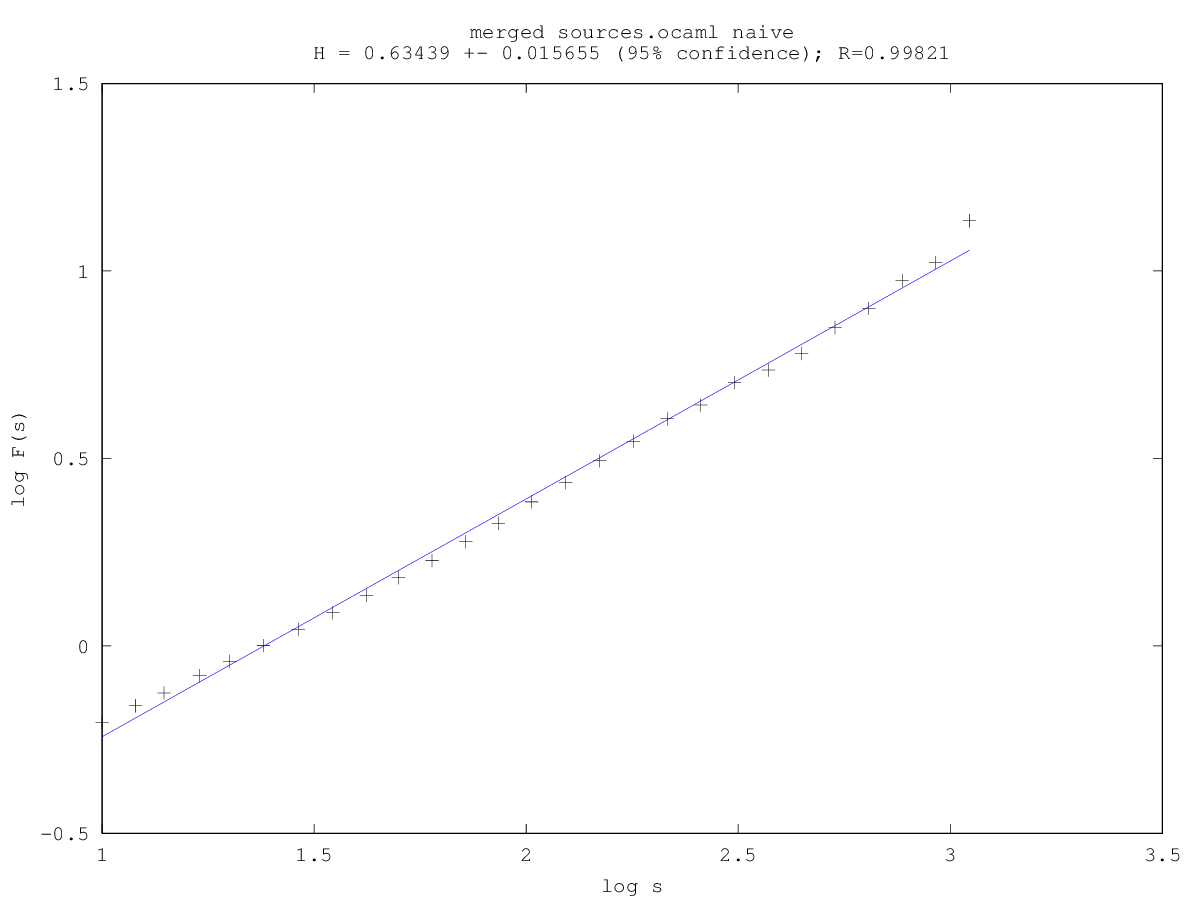 merged sources.ocaml naive
H = 0.63439 +- 0.015655 (95% confidence); R=0.99821
1.5
1
0.5
0
-0.5
log F(s)
1 1.5 2 2.5 3 3.5
log s